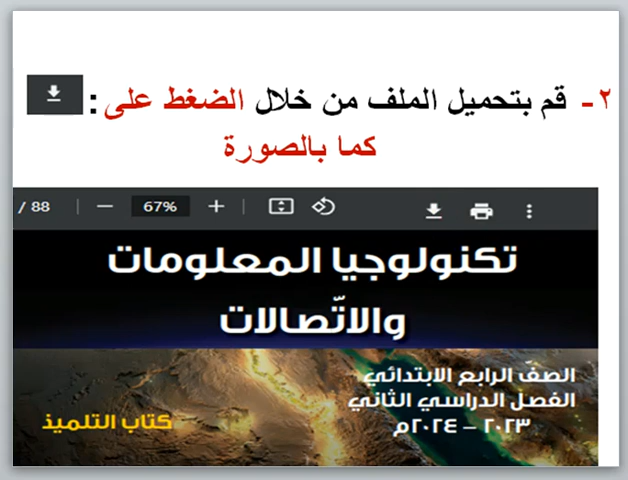 ٢- قم بتحميل الملف من خلال الضغط على :
كما بالصورة
/ 88 67%
تكنولوجيا المعلومات
والاتّصالات
الصفّ الرابع الابتدائي
الفصل الدراسي الثاني
٢٠٢٣ – ٢٠٢٤م
كتاب التلميذ